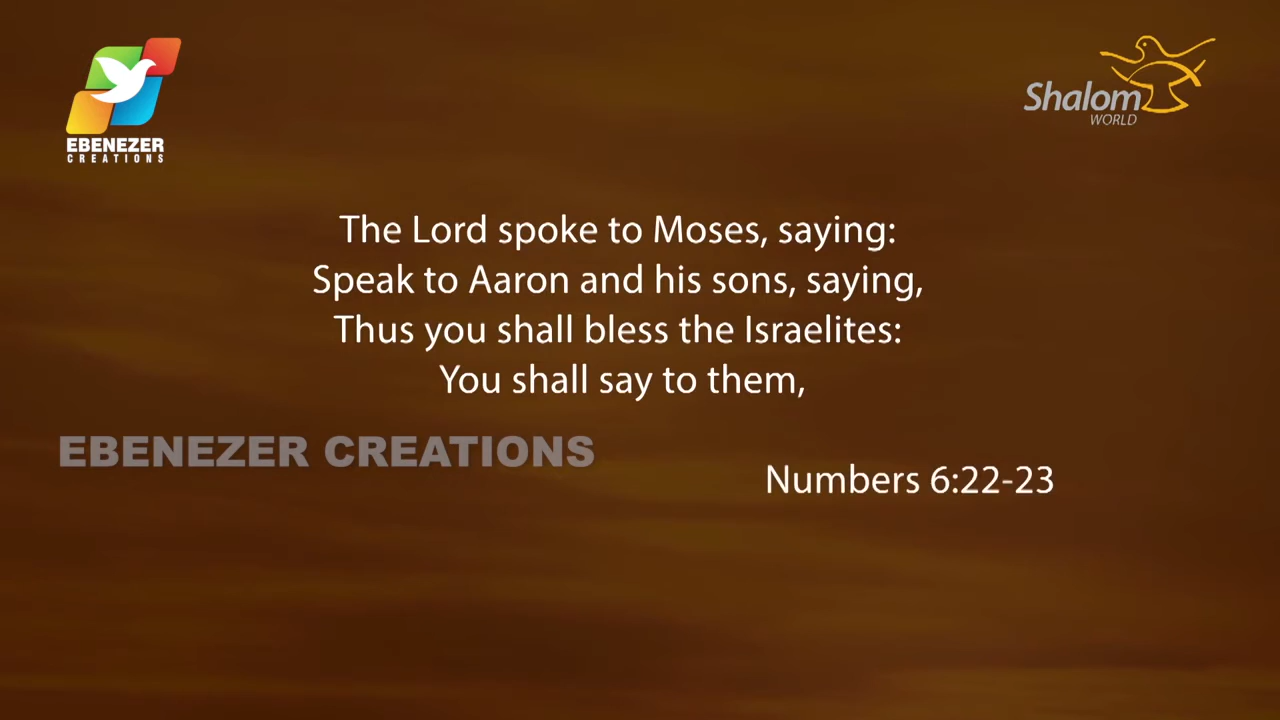 EBENEZER
CREATIONS
Shalom
WORLD
The Lord spoke to Moses, saying:
Speak to Aaron and his sons, saying,
Thus you shall bless the Israelites:
You shall say to them,
EBENEZER CREATIONS
Numbers 6:22-23